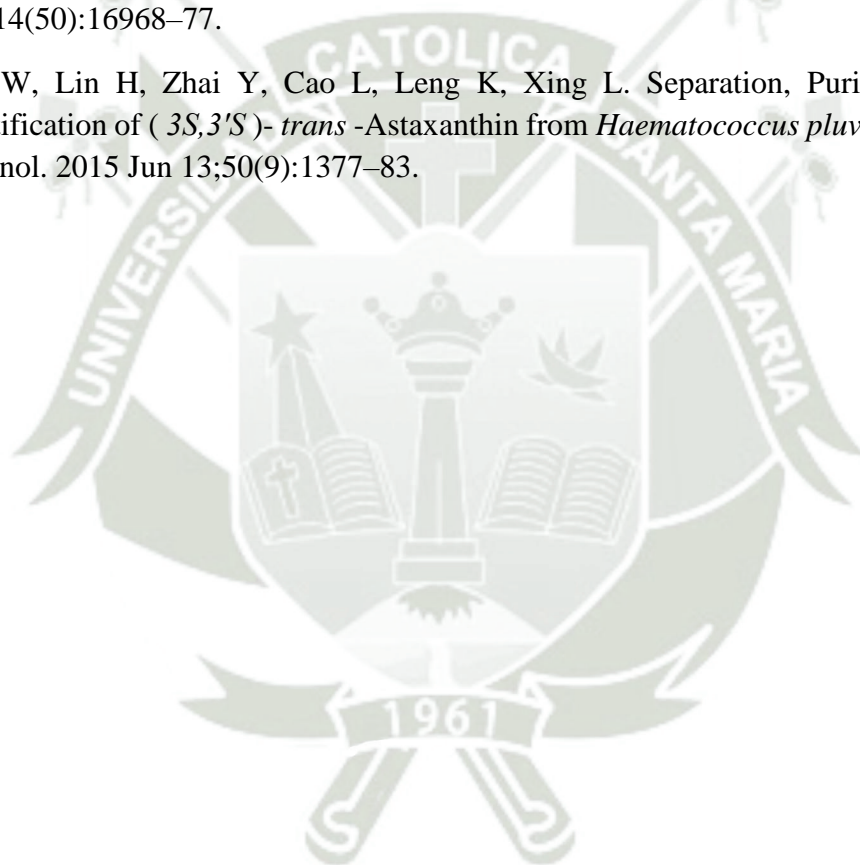 14(50):16968–77.
W, Lin H, Zhai Y, Cao L, Leng K, Xing L. Separation, Puri
ification of ( 3S,3'S )- trans -Astaxanthin from Haematococcus pluv
nol. 2015 Jun 13;50(9):1377–83.
UNIVERSIDAD CATOLICA SANTA MARIA
1961